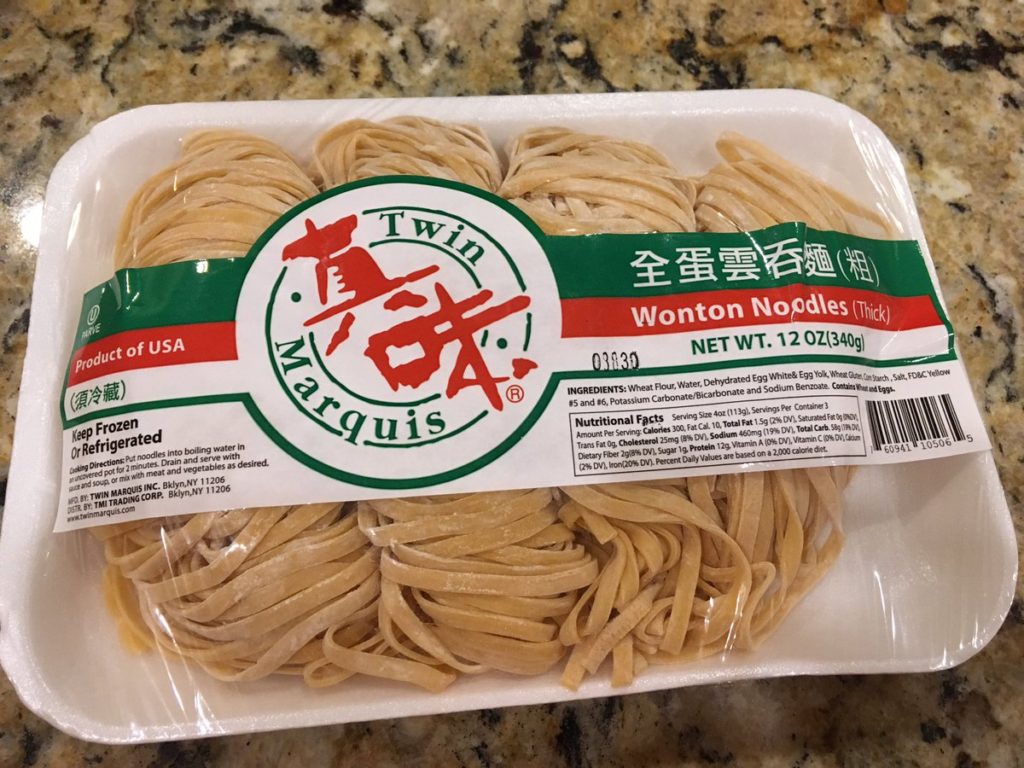 Twin
真味
Marquis
®
U
PARVE
Product of USA
(須冷藏)
Keep Frozen
Or Refrigerated
Cooking Directions: Put noodles into boiling water in
an uncovered pot for 2 minutes. Drain and serve with
sauce and soup, or mix with meat and vegetables as desired.
MFD. BY: TWIN MARQUIS INC. Bklyn,NY 11206
DISTR. BY: TMI TRADING CORP. Bklyn,NY 11206
www.twinmarquis.com
全蛋雲吞麵(粗)
Wonton Noodles (Thick)
NET WT. 12 OZ(340g)
03830
INGREDIENTS: Wheat Flour, Water, Dehydrated Egg White& Egg Yolk, Wheat Gluten, Corn Starch , Salt, FD&C Yellow
#5 and #6, Potassium Carbonate/Bicarbonate and Sodium Benzoate. Contains Wheat and Eggs.
Nutritional Facts Serving Size 4oz (113g), Servings Per Container 3
Amount Per Serving: Calories 300, Fat Cal. 10, Total Fat 1.5g (2% DV), Saturated Fat 0g (0%DV),
Trans Fat 0g, Cholesterol 25mg (8% DV), Sodium 460mg (19% DV), Total Carb. 58g (19% DV),
Dietary Fiber 2g(8% DV), Sugar 1g, Protein 12g, Vitamin A (0% DV), Vitamin C (0% DV), Calcium
(2% DV), Iron(20% DV). Percent Daily Values are based on a 2,000 calorie diet.
60941 10506 5